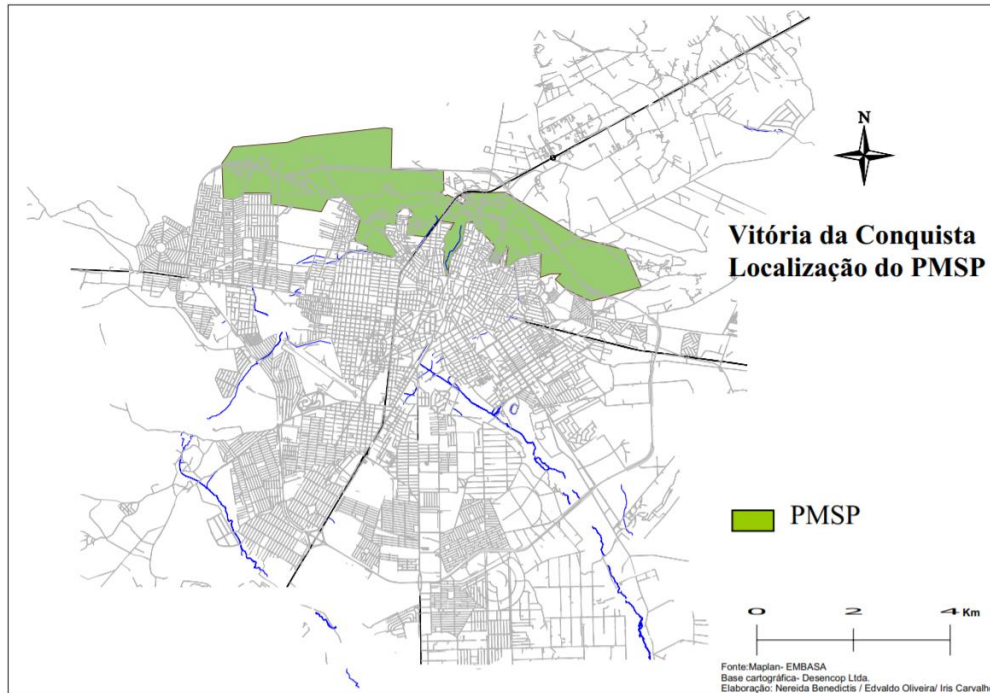 N
Vitória da Conquista
Localização do PMSP
PMSP
0 2 4 Km
Fonte:Maplan- EMBASA
Base cartográfica- Desencop Ltda.
Elaboração: Nereida Benedictis / Edvaldo Oliveira/ Iris Carvalh